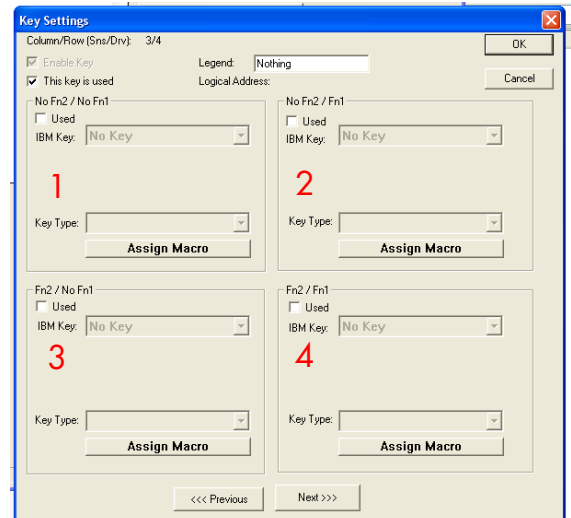 Key Settings
Column/Row (Sns/Drv): 3/4
OK
Enable Key
Legend: Nothing
This key is used
Logical Address:
Cancel
No Fn2 / No Fn1
Used
IBM Key: No Key
1
Key Type:
Assign Macro
No Fn2 / Fn1
Used
IBM Key: No Key
2
Key Type:
Assign Macro
Fn2 / No Fn1
Used
IBM Key: No Key
3
Key Type:
Assign Macro
Fn2 / Fn1
Used
IBM Key: No Key
4
Key Type:
Assign Macro
<<< Previous
Next >>>